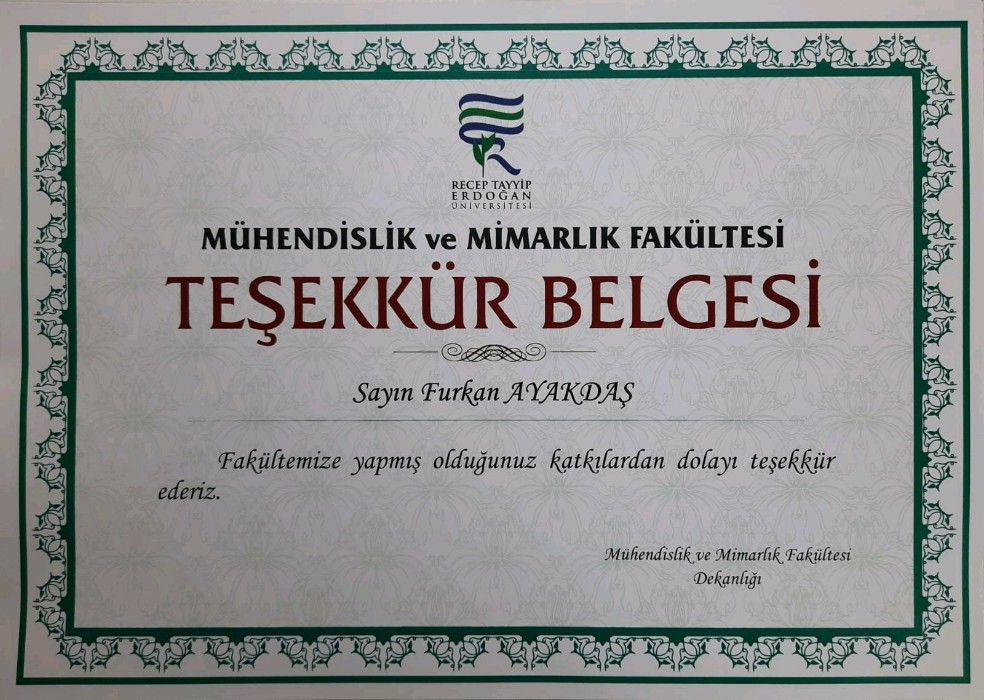 RECEP TAYYİP
ERDOĞAN
ÜNİVERSİTESİ
MÜHENDİSLİK ve MİMARLIK FAKÜLTESİ
TEŞEKKÜR BELGESİ
Sayın Furkan AYAKDAŞ
Fakültemize yapmış olduğunuz katkılardan dolayı teşekkür
ederiz.
Mühendislik ve Mimarlık Fakültesi
Dekanlığı